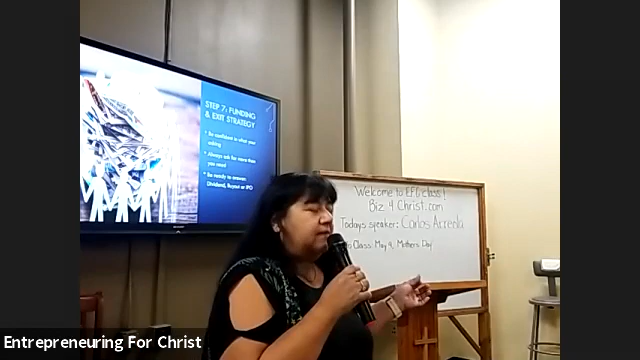 STEP 7: FUNDING
& EXIT STRATEGY
Be confident in what your
asking
Always ask for more than
you need
Be ready to answer:
Dividend, Buyout or IPO
Welcome to EFC class!
Biz 4 Christ.com
Todays speaker: Carlos Arreola
Class: May 9, Mothers Day
Entrepreneuring For Christ